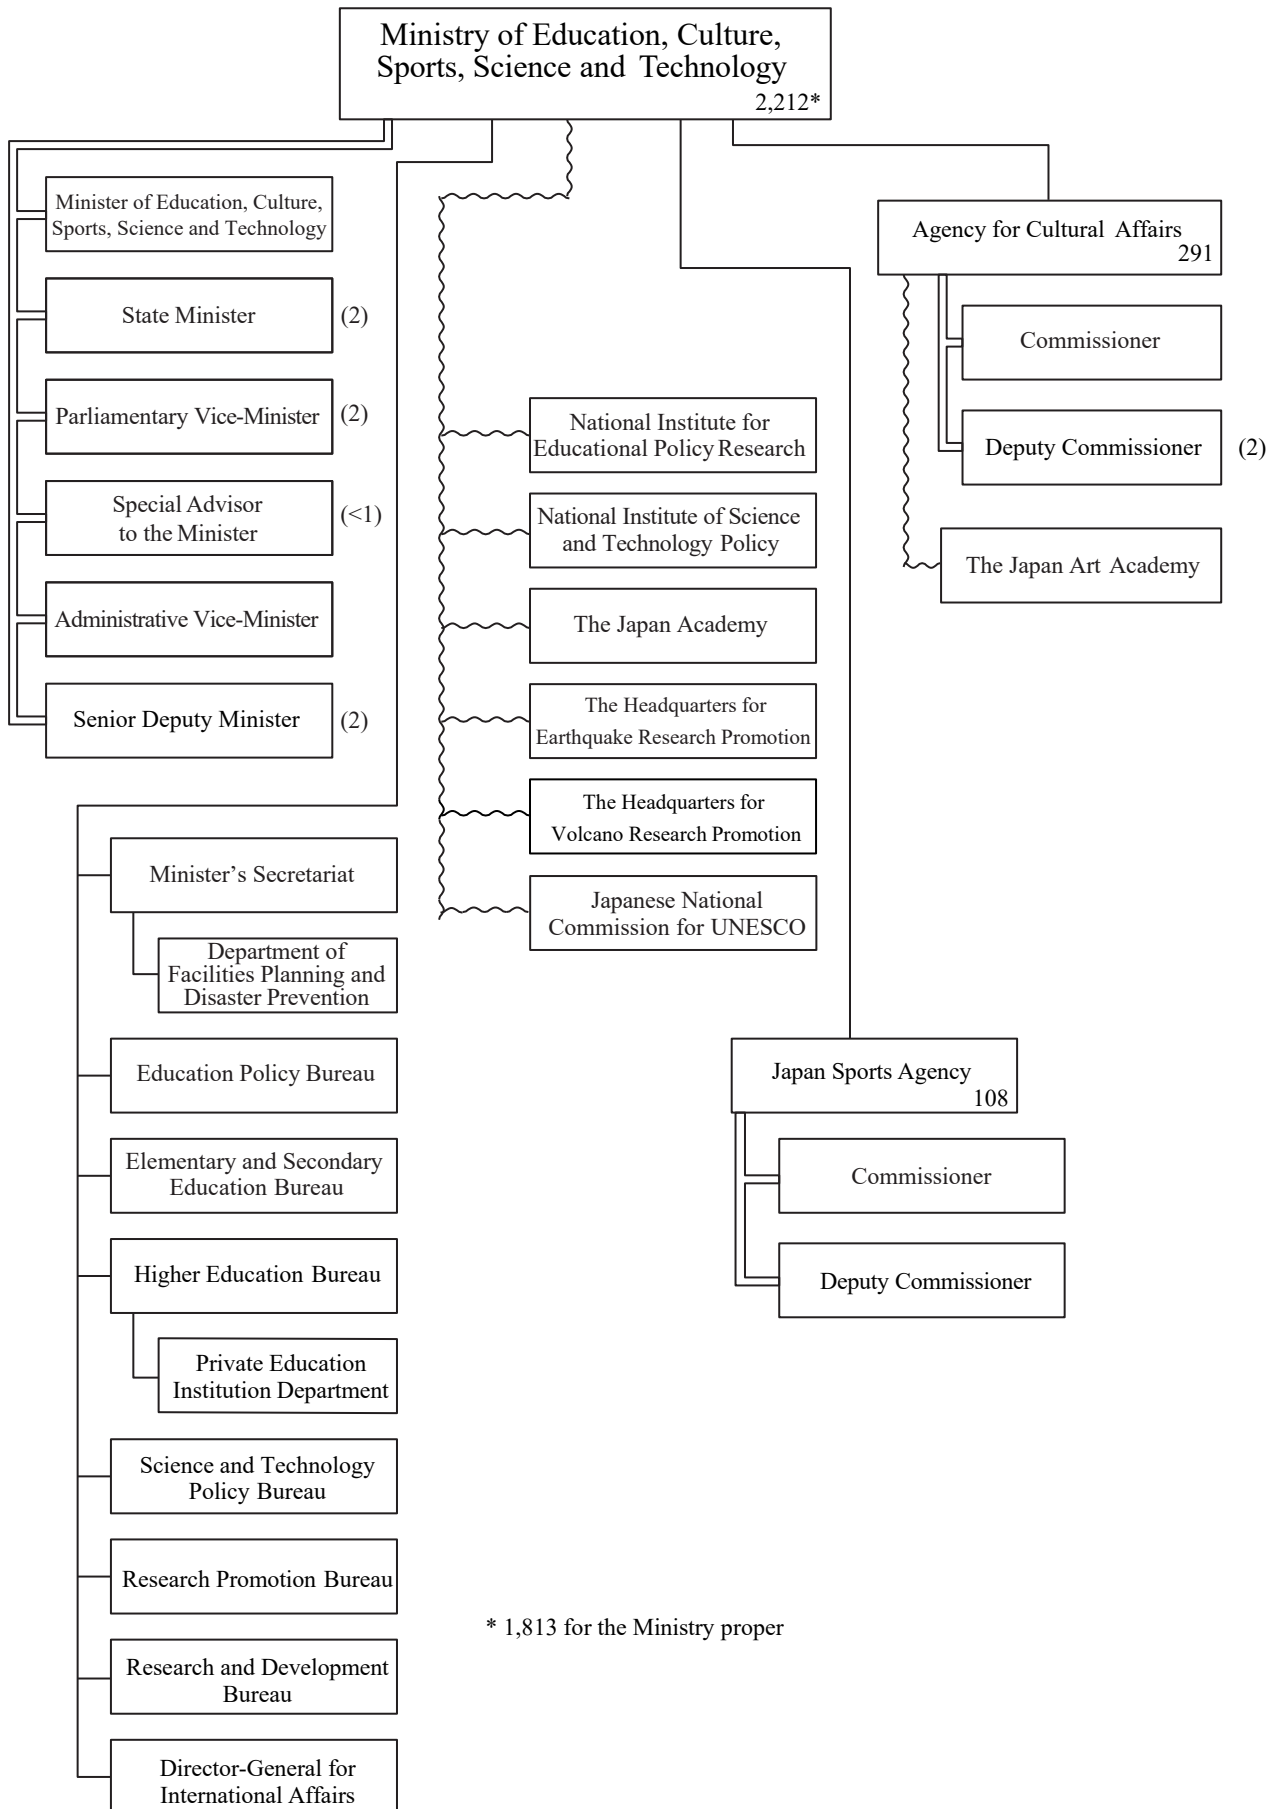 Ministry of Education, Culture,
Sports, Science and Technology
2,212*
Minister of Education, Culture,
Sports, Science and Technology
State Minister
(2)
Parliamentary Vice-Minister
(2)
Special Advisor
to the Minister
(<1)
Administrative Vice-Minister
Senior Deputy Minister
(2)
Minister’s Secretariat
Department of
Facilities Planning and
Disaster Prevention
Education Policy Bureau
Elementary and Secondary
Education Bureau
Higher Education Bureau
Private Education
Institution Department
Science and Technology
Policy Bureau
Research Promotion Bureau
Research and Development
Bureau
Director-General for
International Affairs
National Institute for
Educational Policy Research
National Institute of Science
and Technology Policy
The Japan Academy
The Headquarters for
Earthquake Research Promotion
The Headquarters for
Volcano Research Promotion
Japanese National
Commission for UNESCO
Japan Sports Agency
108
Commissioner
Deputy Commissioner
Agency for Cultural Affairs
291
Commissioner
Deputy Commissioner
(2)
The Japan Art Academy
* 1,813 for the Ministry proper